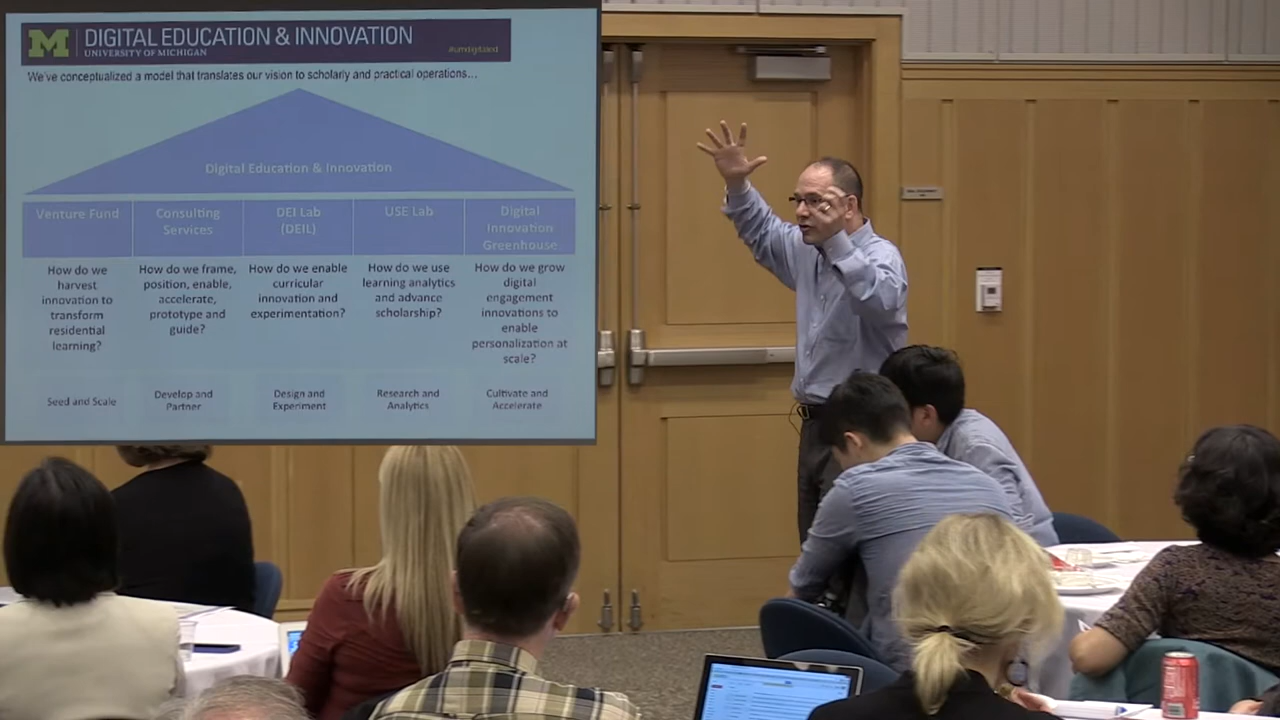 M DIGITAL EDUCATION & INNOVATION
UNIVERSITY OF MICHIGAN
#umdigitaled
We've conceptualized a model that translates our vision to scholarly and practical operations...
Digital Education & Innovation
Venture Fund
Consulting
Services
DEI Lab
(DEIL)
USE Lab
Digital
Innovation
Greenhouse
How do we
harvest
innovation to
transform
residential
learning?
How do we frame,
position, enable,
accelerate,
prototype and
guide?
How do we enable
curricular
innovation and
experimentation?
How do we use
learning analytics
and advance
scholarship?
How do we grow
digital
engagement
innovations to
enable
personalization at
scale?
Seed and Scale
Develop and
Partner
Design and
Experiment
Research and
Analytics
Cultivate and
Accelerate